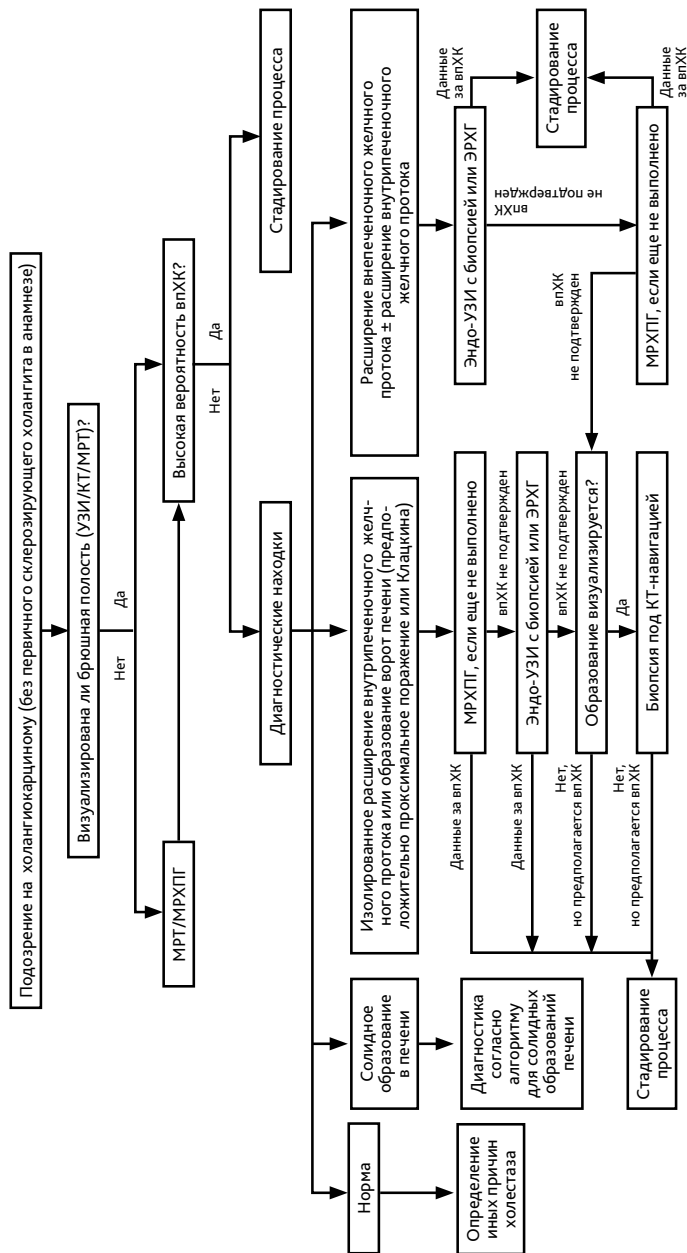 Подозрение на холангиокарциному (без первичного склерозирующего холангита в анамнезе)
Визуализирована ли брюшная полость (УЗИ/КТ/МРТ)?
Нет
Да
МРТ/МРХПГ
Высокая вероятность впХК?
Нет
Да
Диагностические находки
Стадирование процесса
Норма
Солидное
образование
в печени
Изолированное расширение внутрипеченочного желч-
ного протока или образование ворот печени (предпо-
ложительно проксимальное поражение или Клацкина)
Расширение внепеченочного желчного
протока ± расширение внутрипеченочного
желчного протока
Определение
иных причин
холестаза
Диагностика
согласно
алгоритму
для солидных
образований
печени
МРХПГ, если еще не выполнено
Данные за впХК
впХК не подтвержден
Эндо-УЗИ с биопсией или ЭРХГ
Данные за впХК
впХК не подтвержден
Образование визуализируется?
Нет,
но предполагается впХК
Да
Биопсия под КТ-навигацией
Нет,
но предполагается впХК
Стадирование
процесса
Эндо-УЗИ с биопсией или ЭРХГ
Данные
за впХК
впХК
не подтвержден
Стадирование
процесса
МРХПГ, если еще не выполнено
Данные
за впХК
впХК
не подтвержден